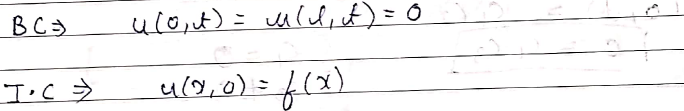 BC⇒ u(0,t) = u(l,t) = 0
I.C ⇒ u(x,0) = f(x)